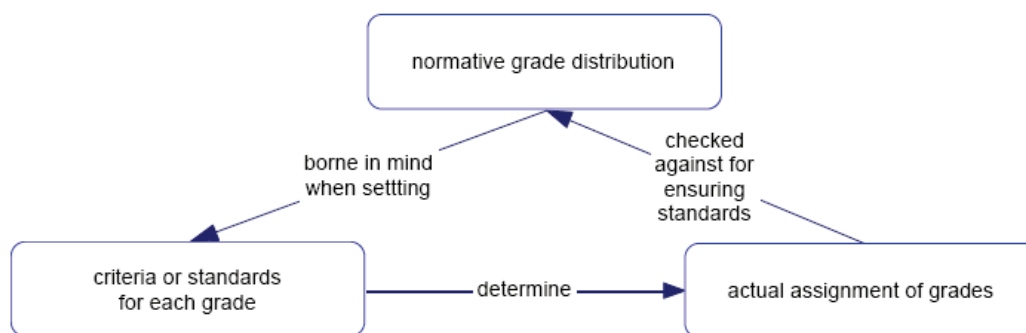 normative grade distribution
borne in mind
when settting
checked
against for
ensuring
standards
criteria or standards
for each grade
determine
actual assignment of grades